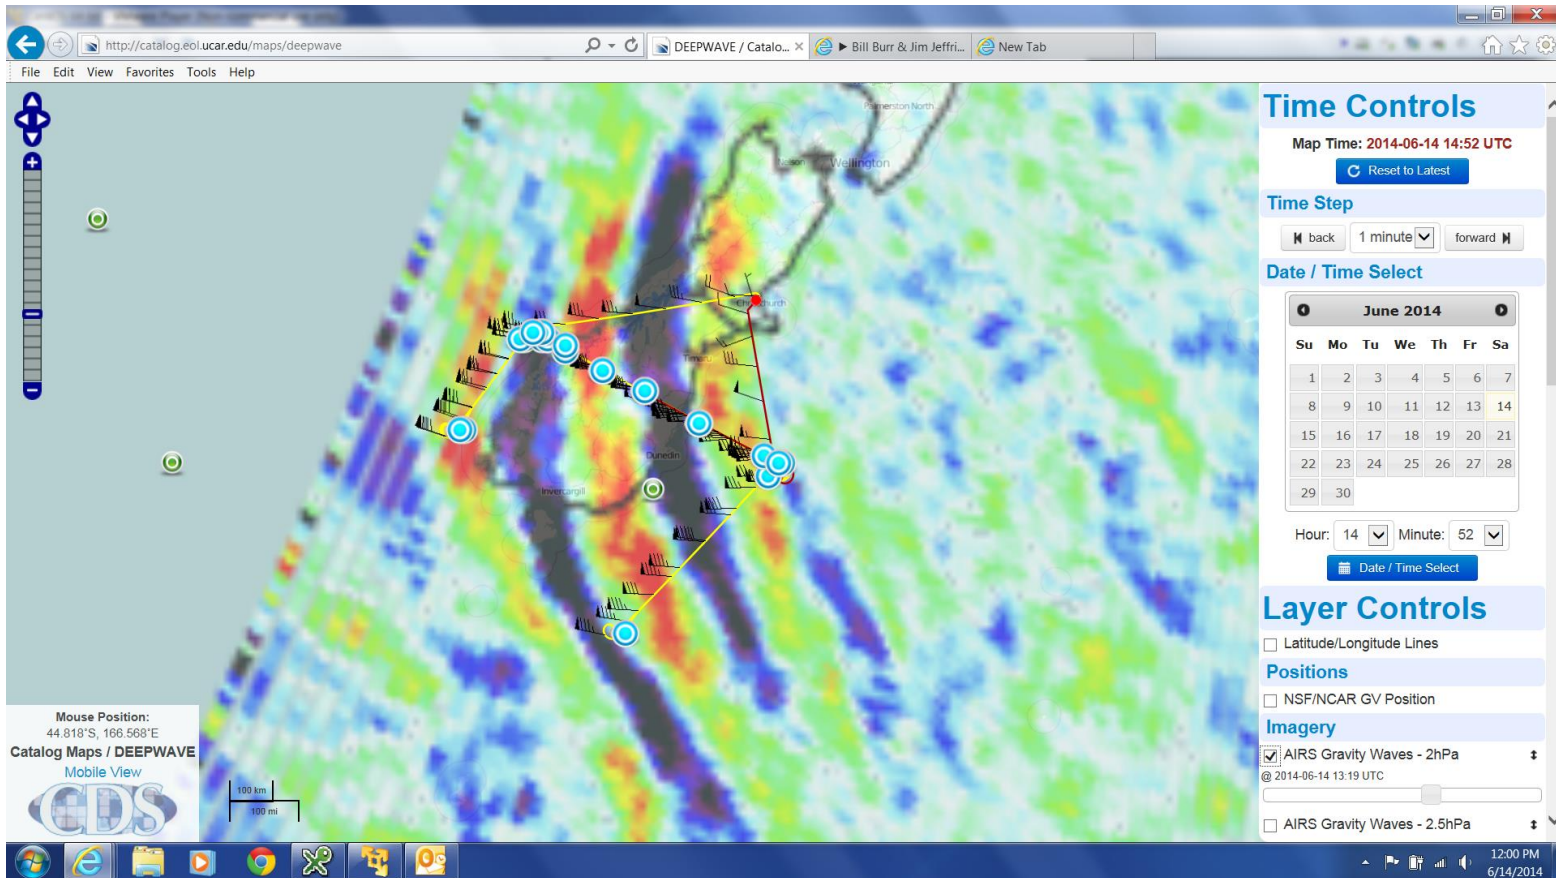 http://catalog.eol.ucar.edu/maps/deepwave
DEEPWAVE / Catalo...
▶ Bill Burr & Jim Jeffri...
New Tab
File Edit View Favorites Tools Help
Palmerston North
Nelson
Wellington
Christchurch
Timaru
Dunedin
Invercargill
Mouse Position:
44.818°S, 166.568°E
Catalog Maps / DEEPWAVE
Mobile View
CDS
100 km
100 mi
Time Controls
Map Time: 2014-06-14 14:52 UTC
Reset to Latest
Time Step
back 1 minute forward
Date / Time Select
June 2014
Su Mo Tu We Th Fr Sa
1 2 3 4 5 6 7
8 9 10 11 12 13 14
15 16 17 18 19 20 21
22 23 24 25 26 27 28
29 30
Hour: 14 Minute: 52
Date / Time Select
Layer Controls
Latitude/Longitude Lines
Positions
NSF/NCAR GV Position
Imagery
AIRS Gravity Waves - 2hPa
@ 2014-06-14 13:19 UTC
AIRS Gravity Waves - 2.5hPa
12:00 PM
6/14/2014